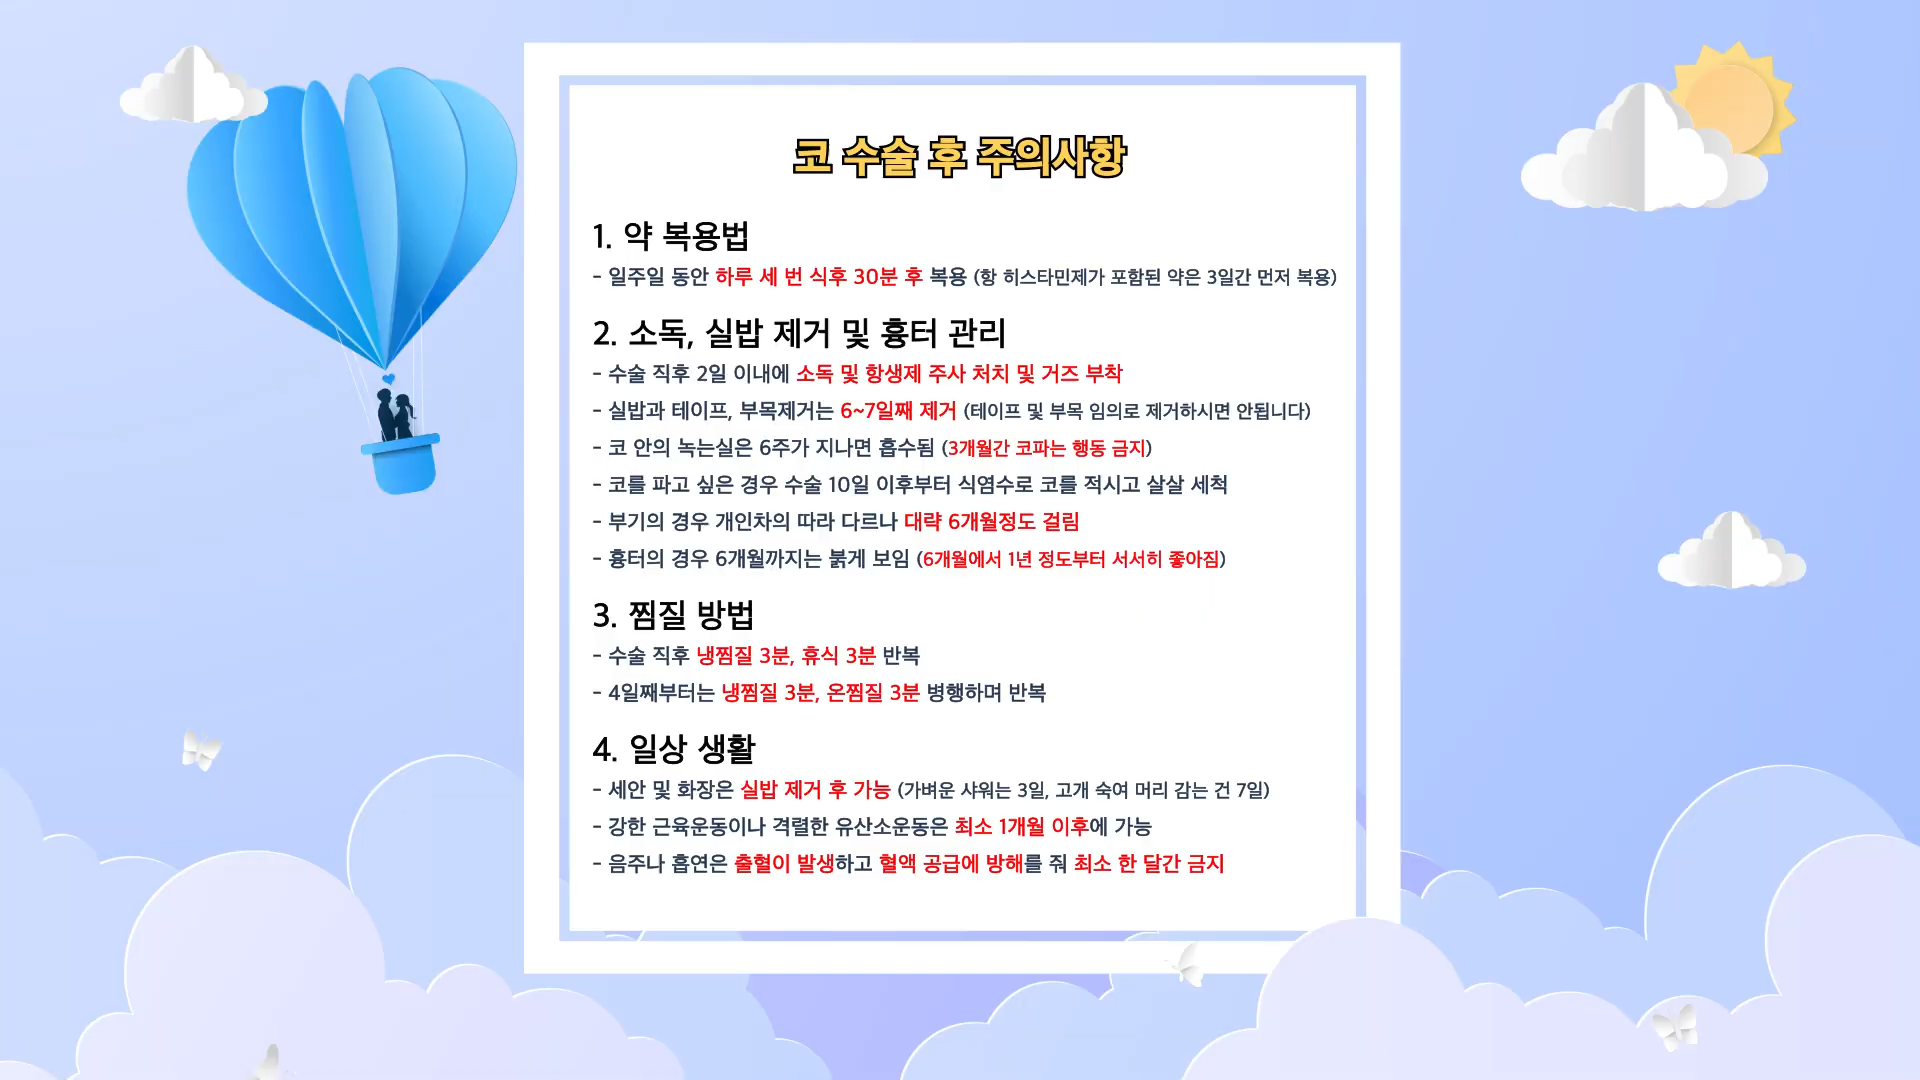 코 수술 후 주의사항
1. 약 복용법
- 일주일 동안 하루 세 번 식후 30분 후 복용 (항 히스타민제가 포함된 약은 3일간 먼저 복용)
2. 소독, 실밥 제거 및 흉터 관리
- 수술 직후 2일 이내에 소독 및 항생제 주사 처치 및 거즈 부착
- 실밥과 테이프, 부목제거는 6~7일째 제거 (테이프 및 부목 임의로 제거하시면 안됩니다)
- 코 안의 녹는실은 6주가 지나면 흡수됨 (3개월간 코파는 행동 금지)
- 코를 파고 싶은 경우 수술 10일 이후부터 식염수로 코를 적시고 살살 세척
- 부기의 경우 개인차의 따라 다르나 대략 6개월정도 걸림
- 흉터의 경우 6개월까지는 붉게 보임 (6개월에서 1년 정도부터 서서히 좋아짐)
3. 찜질 방법
- 수술 직후 냉찜질 3분, 휴식 3분 반복
- 4일째부터는 냉찜질 3분, 온찜질 3분 병행하며 반복
4. 일상 생활
- 세안 및 화장은 실밥 제거 후 가능 (가벼운 샤워는 3일, 고개 숙여 머리 감는 건 7일)
- 강한 근육운동이나 격렬한 유산소운동은 최소 1개월 이후에 가능
- 음주나 흡연은 출혈이 발생하고 혈액 공급에 방해를 줘 최소 한 달간 금지